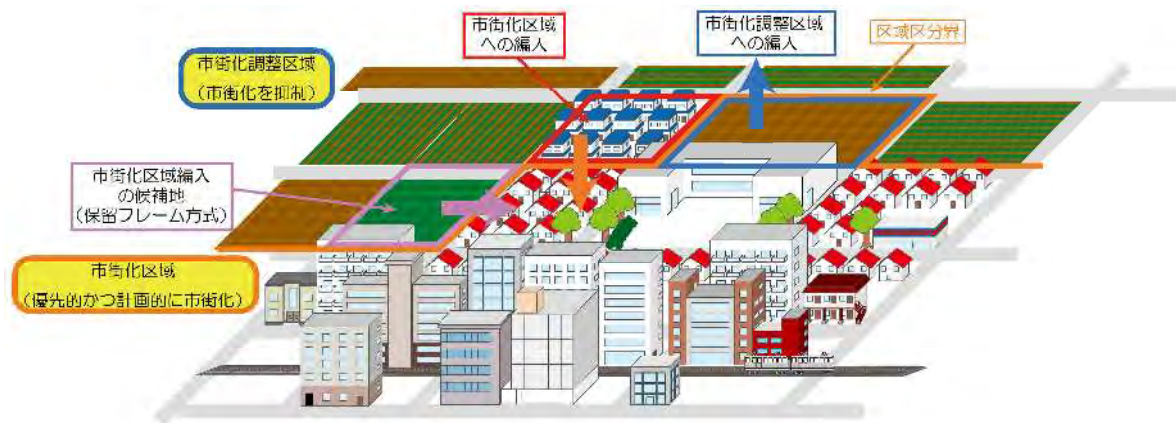 市街化区域
への編入
市街化調整区域
への編入
区域区分界
市街化調整区域
(市街化を抑制)
市街化区域編入
の候補地
(保留フレーム方式)
市街化区域
(優先的かつ計画的に市街化)